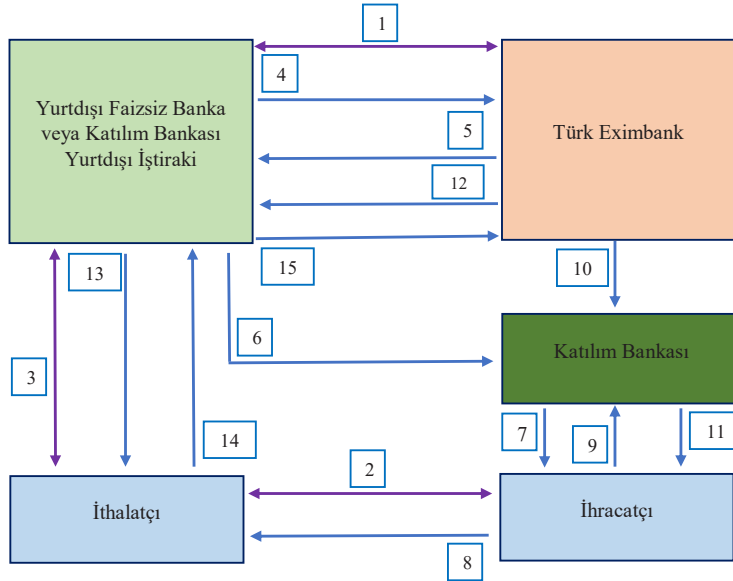 1
4
Yurtdışı Faizsiz Banka
veya Katılım Bankası
Yurtdışı İştiraki
5
Türk Eximbank
12
13
15
10
6
Katılım Bankası
3
14
7
9
11
2
İthalatçı
İhracatçı
8